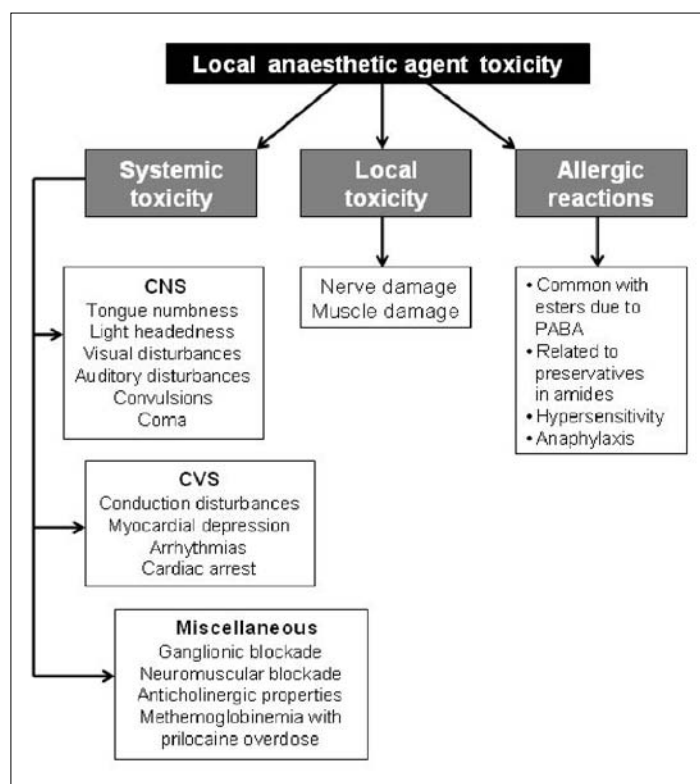 Local anaesthetic agent toxicity
Systemic
toxicity
Local
toxicity
Allergic
reactions
CNS
Tongue numbness
Light headedness
Visual disturbances
Auditory disturbances
Convulsions
Coma
Nerve damage
Muscle damage
• Common with
esters due to
PABA
• Related to
preservatives
in amides
• Hypersensitivity
• Anaphylaxis
CVS
Conduction disturbances
Myocardial depression
Arrhythmias
Cardiac arrest
Miscellaneous
Ganglionic blockade
Neuromuscular blockade
Anticholinergic properties
Methemoglobinemia with
prilocaine overdose